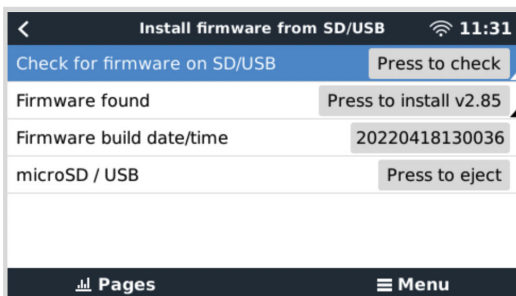 Install firmware from SD/USB 11:31
Check for firmware on SD/USB Press to check
Firmware found Press to install v2.85
Firmware build date/time 20220418130036
microSD / USB Press to eject
Pages Menu